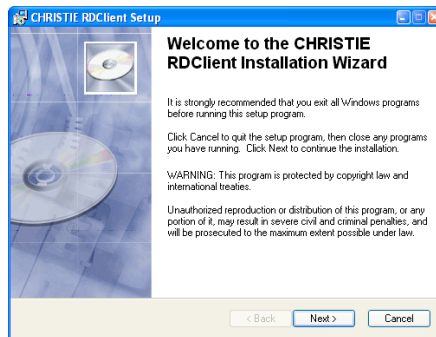 CHRISTIE RDClient Setup
Welcome to the CHRISTIE
RDClient Installation Wizard
It is strongly recommended that you exit all Windows programs
before running this setup program.
Click Cancel to quit the setup program, then close any programs
you have running. Click Next to continue the installation.
WARNING: This program is protected by copyright law and
international treaties.
Unauthorized reproduction or distribution of this program, or any
portion of it, may result in severe civil and criminal penalties, and
will be prosecuted to the maximum extent possible under law.
< Back Next > Cancel